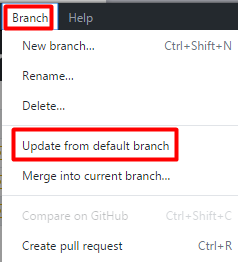 Branch Help
New branch... Ctrl+Shift+N
Rename...
Delete...
Update from default branch
Merge into current branch...
Compare on GitHub Ctrl+Shift+C
Create pull request Ctrl+R